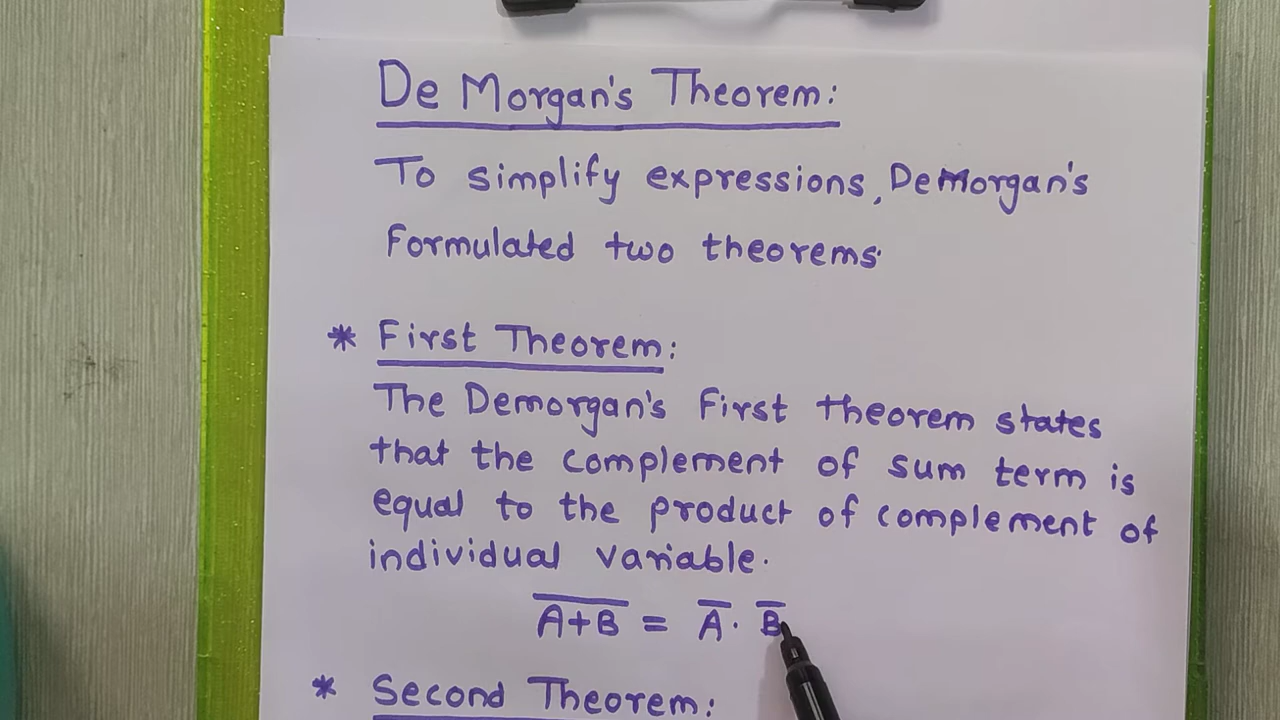 De Morgan's Theorem:
To simplify expressions, DeMorgan's
Formulated two theorems.
* First Theorem:
The Demorgan's First theorem states
that the complement of sum term is
equal to the product of complement of
individual variable.
A̅+̅B̅ = A̅ . B̅
* Second Theorem: